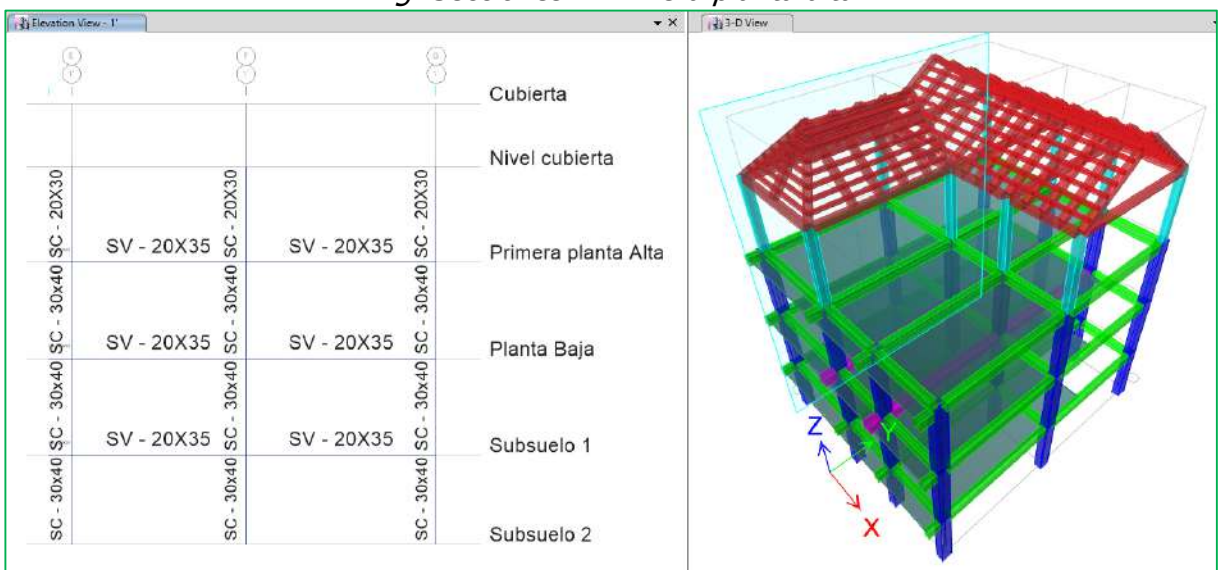 Elevation View - 1'
3-D View
Cubierta
Nivel cubierta
SC - 20X30
SC - 20X30
SC - 20X30
SV - 20X35
SV - 20X35
Primera planta Alta
SC - 30x40
SC - 30x40
SC - 30x40
SV - 20X35
SV - 20X35
Planta Baja
SC - 30x40
SC - 30x40
SC - 30x40
SV - 20X35
SV - 20X35
Subsuelo 1
SC - 30x40
SC - 30x40
SC - 30x40
Subsuelo 2
Z
Y
X